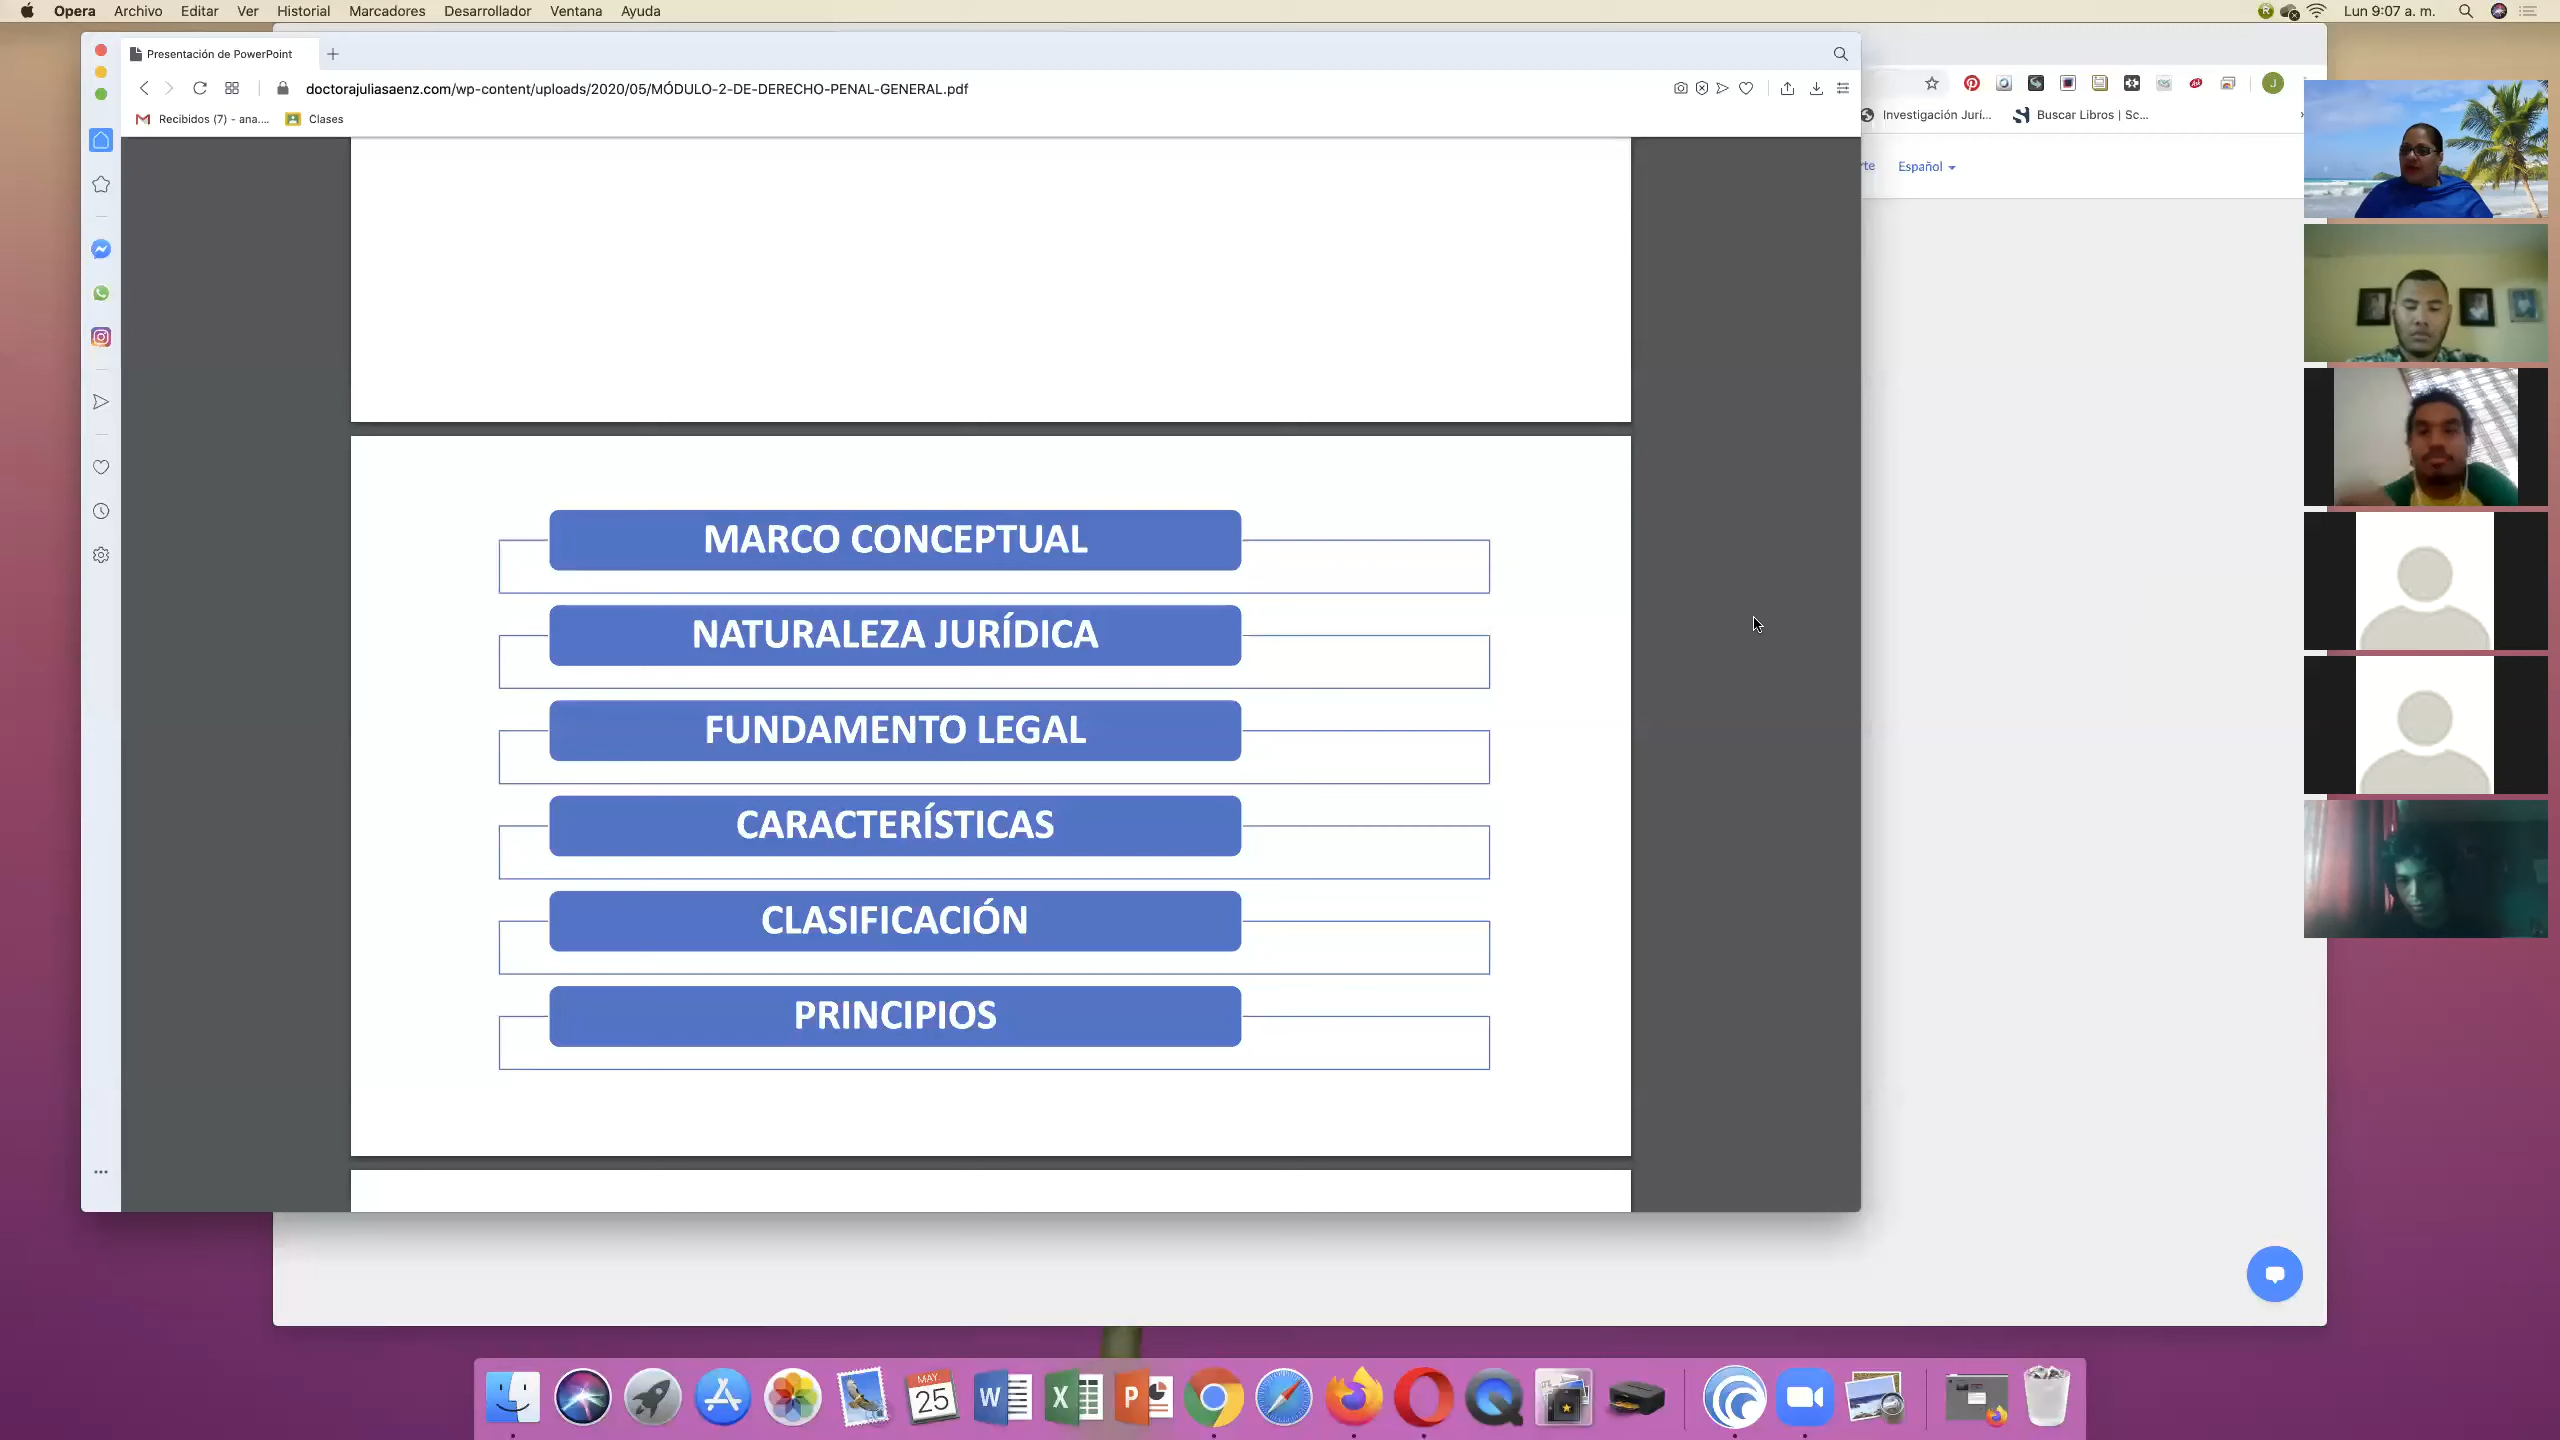 Opera Archivo Editar Ver Historial Marcadores Desarrollador Ventana Ayuda
Lun 9:07 a. m.
Presentación de PowerPoint
doctorajuliasaenz.com/wp-content/uploads/2020/05/MÓDULO-2-DE-DERECHO-PENAL-GENERAL.pdf
J
Recibidos (7) - ana....
Clases
Investigación Jurí...
Buscar Libros | Sc...
rte
Español
MARCO CONCEPTUAL
NATURALEZA JURÍDICA
FUNDAMENTO LEGAL
CARACTERÍSTICAS
CLASIFICACIÓN
PRINCIPIOS
MAY
25
W
X
P